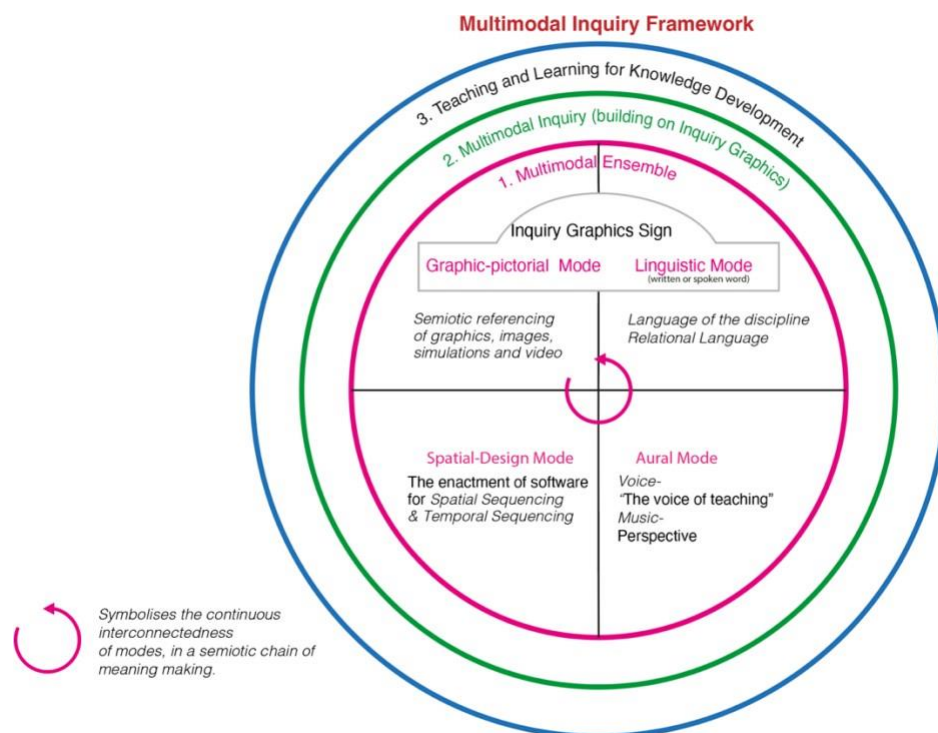 Multimodal Inquiry Framework
3. Teaching and Learning for Knowledge Development
2. Multimodal Inquiry (building on Inquiry Graphics)
1. Multimodal Ensemble
Inquiry Graphics Sign
Graphic-pictorial Mode
Linguistic Mode
(written or spoken word)
Semiotic referencing
of graphics, images,
simulations and video
Language of the discipline
Relational Language
Spatial-Design Mode
The enactment of software
for Spatial Sequencing
& Temporal Sequencing
Aural Mode
Voice-
"The voice of teaching"
Music-
Perspective
Symbolises the continuous
interconnectedness
of modes, in a semiotic chain of
meaning making.